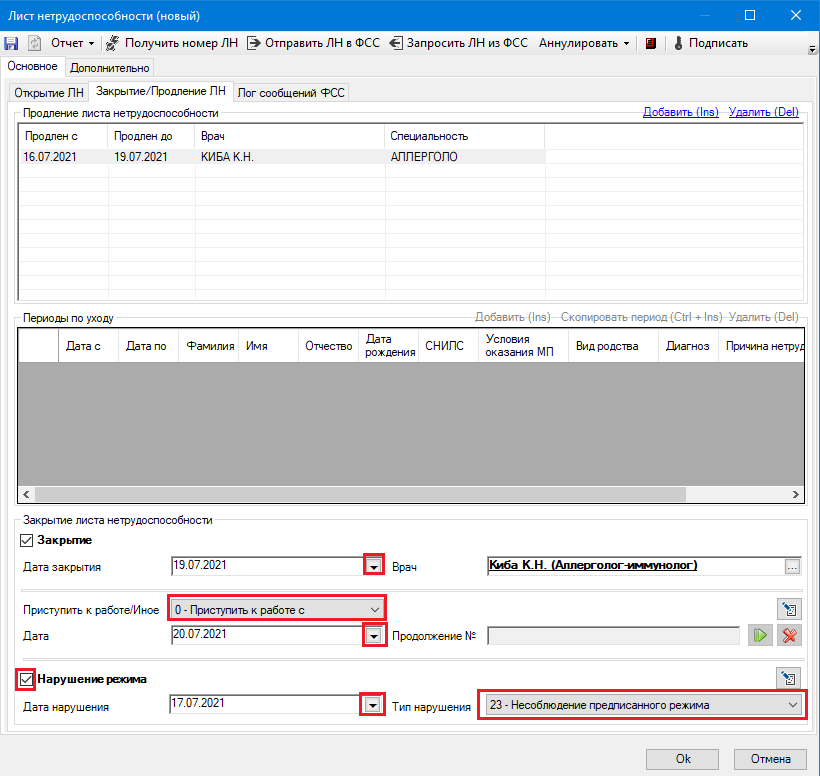 Лист нетрудоспособности (новый)
Отчет Получить номер ЛН Отправить ЛН в ФСС Запросить ЛН из ФСС Аннулировать Подписать
Основное Дополнительно
Открытие ЛН Закрытие/Продление ЛН Лог сообщений ФСС
Продление листа нетрудоспособности Добавить (Ins) Удалить (Del)
Продлен с Продлен до Врач Специальность
16.07.2021 19.07.2021 КИБА К.Н. АЛЛЕРГОЛО
Периоды по уходу Добавить (Ins) Скопировать период (Ctrl + Ins) Удалить (Del)
Дата с Дата по Фамилия Имя Отчество Дата рождения СНИЛС Условия оказания МП Вид родства Диагноз Причина нетруд
Закрытие листа нетрудоспособности
Закрытие
Дата закрытия 19.07.2021 Врач Киба К.Н. (Аллерголог-иммунолог) ...
Приступить к работе/Иное 0 - Приступить к работе с
Дата 20.07.2021 Продолжение №
Нарушение режима
Дата нарушения 17.07.2021 Тип нарушения 23 - Несоблюдение предписанного режима
Ok Отмена